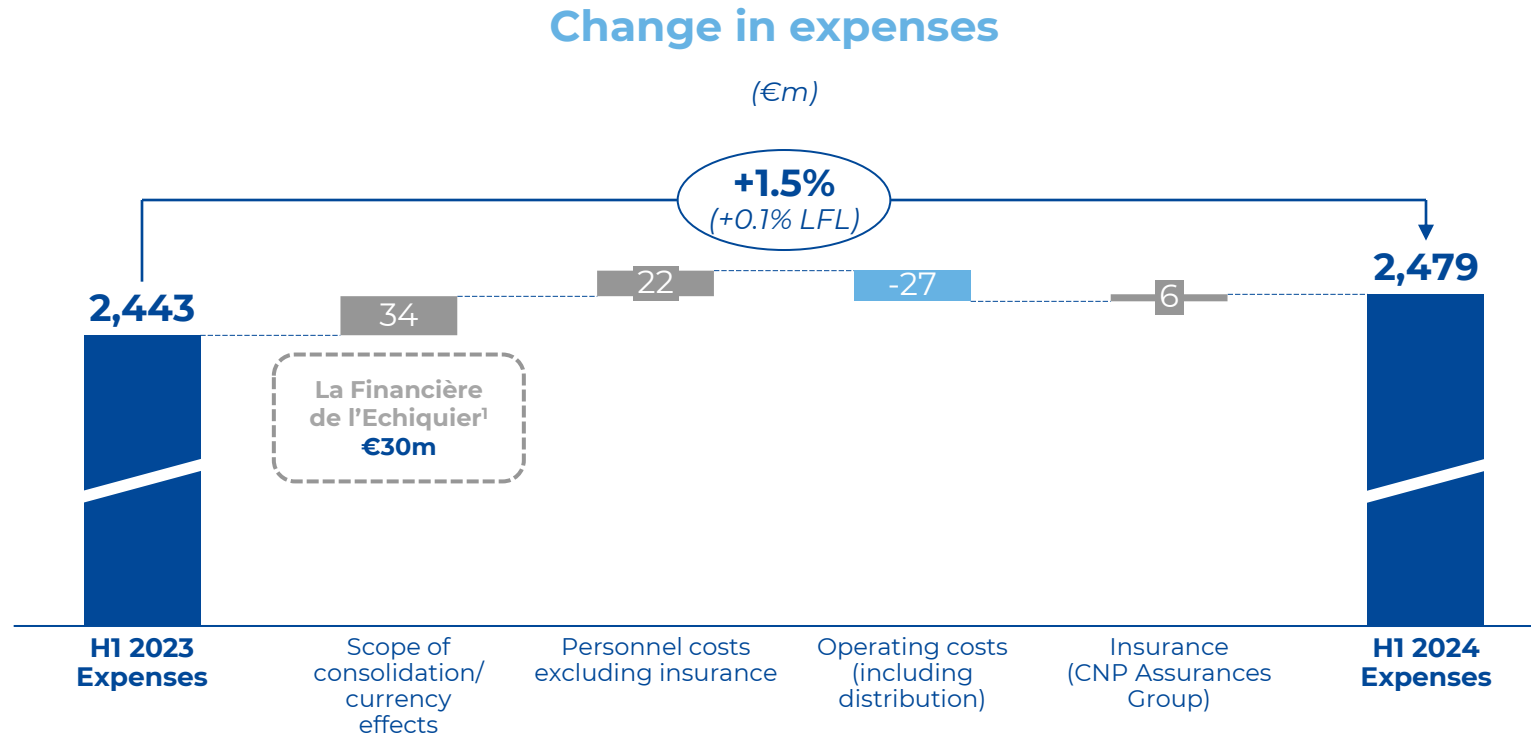 Change in expenses
(€m)
+1.5%
(+0.1% LFL)
2,443
34
22
-27
6
2,479
La Financière
de l’Echiquier¹
€30m
H1 2023
Expenses
Scope of
consolidation/
currency
effects
Personnel costs
excluding insurance
Operating costs
(including
distribution)
Insurance
(CNP Assurances
Group)
H1 2024
Expenses